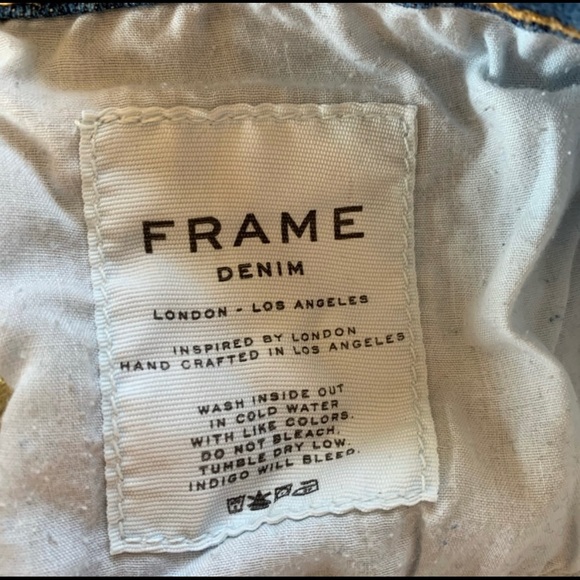 FRAME
DENIM
LONDON - LOS ANGELES
INSPIRED BY LONDON
HAND CRAFTED IN LOS ANGELES
WASH INSIDE OUT
IN COLD WATER
WITH LIKE COLORS.
DO NOT BLEACH.
TUMBLE DRY LOW.
INDIGO WILL BLEED.